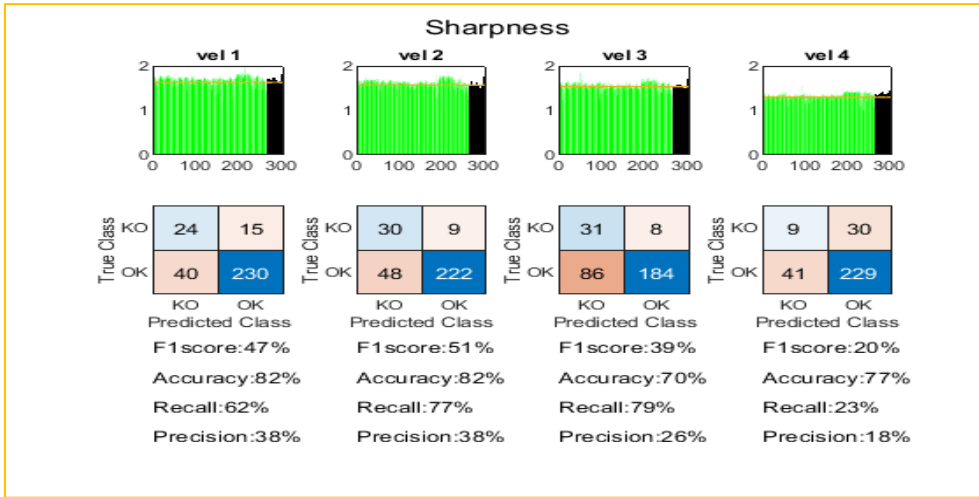 Sharpness
vel 1 vel 2 vel 3 vel 4
2 2 2 2
1 1 1 1
0 0 0 0
0 100 200 300 0 100 200 300 0 100 200 300 0 100 200 300
True Class KO 24 15 True Class KO 30 9 True Class KO 31 8 True Class KO 9 30
OK 40 230 OK 48 222 OK 86 184 OK 41 229
KO OK KO OK KO OK KO OK
Predicted Class Predicted Class Predicted Class Predicted Class
F1score:47% F1score:51% F1score:39% F1score:20%
Accuracy:82% Accuracy:82% Accuracy:70% Accuracy:77%
Recall:62% Recall:77% Recall:79% Recall:23%
Precision:38% Precision:38% Precision:26% Precision:18%